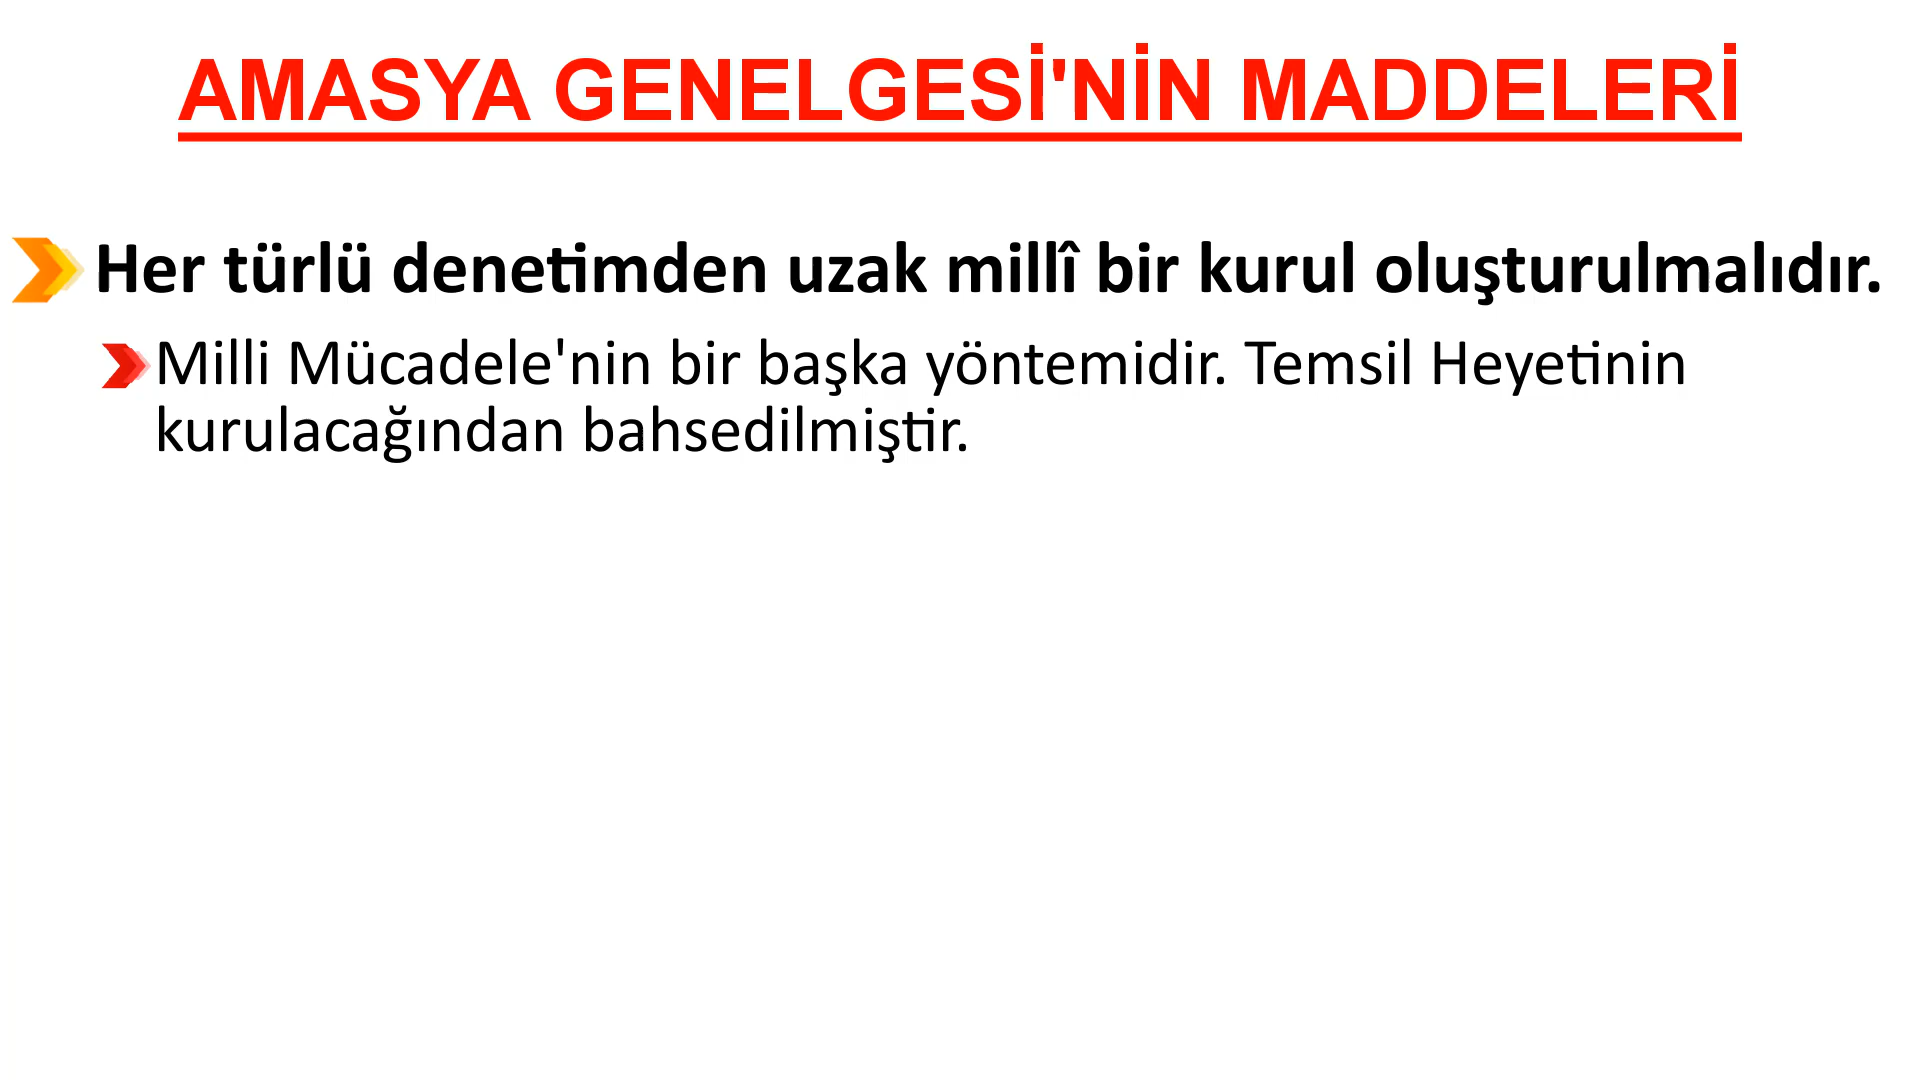 AMASYA GENELGESİ'NİN MADDELERİ
Her türlü denetimden uzak millî bir kurul oluşturulmalıdır.
Milli Mücadele'nin bir başka yöntemidir. Temsil Heyetinin
kurulacağından bahsedilmiştir.